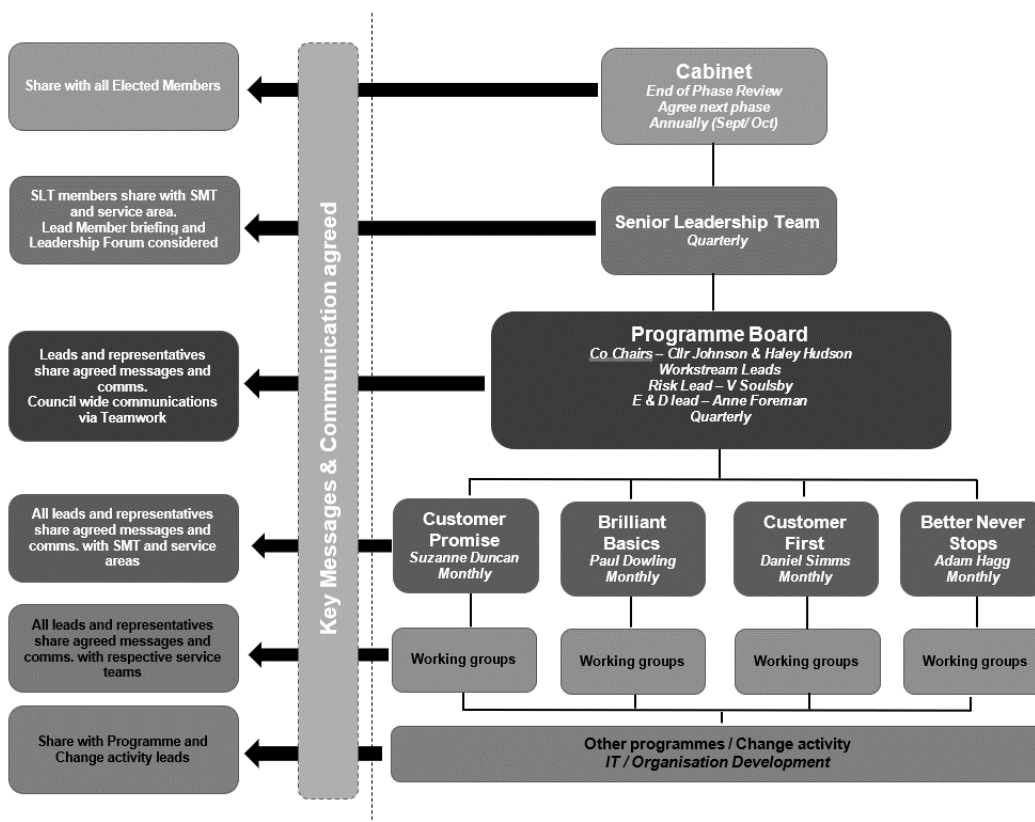 Share with all Elected Members
Cabinet
End of Phase Review
Agree next phase
Annually (Sept/ Oct)
SLT members share with SMT
and service area.
Lead Member briefing and
Leadership Forum considered
Senior Leadership Team
Quarterly
Key Messages & Communication agreed
Leads and representatives
share agreed messages and
comms.
Council wide communications
via Teamwork
Programme Board
Co Chairs – Cllr Johnson & Haley Hudson
Workstream Leads
Risk Lead – V Soulsby
E & D lead – Anne Foreman
Quarterly
All leads and representatives
share agreed messages and
comms. with SMT and service
areas
Customer
Promise
Suzanne Duncan
Monthly
Brilliant
Basics
Paul Dowling
Monthly
Customer
First
Daniel Simms
Monthly
Better Never
Stops
Adam Hagg
Monthly
All leads and representatives
share agreed messages and
comms. with respective service
teams
Working groups
Working groups
Working groups
Working groups
Share with Programme and
Change activity leads
Other programmes / Change activity
IT / Organisation Development